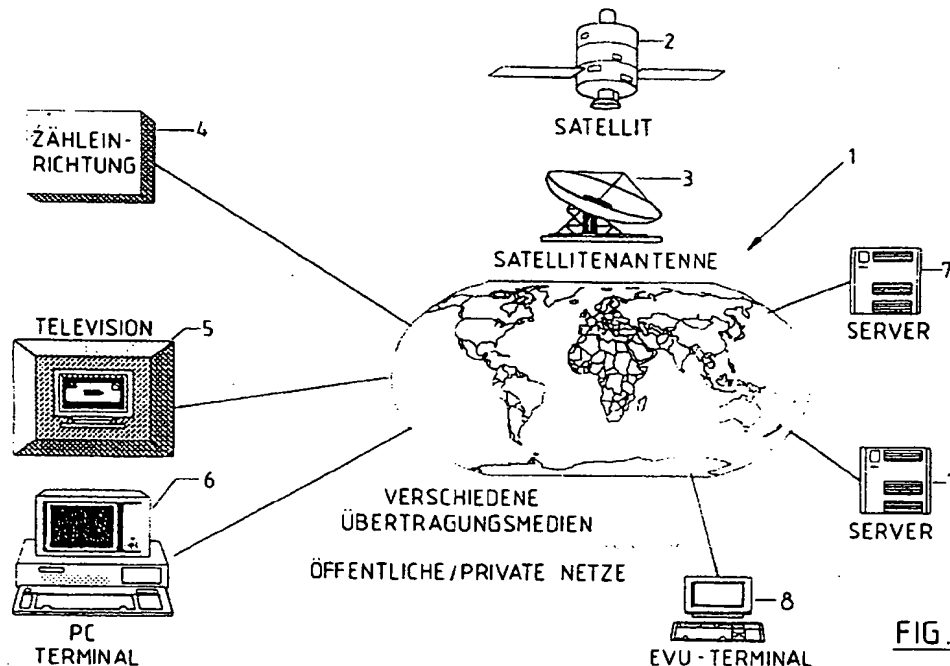 2
SATELLIT
ZÄHLEIN-
RICHTUNG
4
3
1
SATELLITENANTENNE
7
SERVER
TELEVISION
5
6
VERSCHIEDENE
ÜBERTRAGUNGSMEDIEN
SERVER
ÖFFENTLICHE/PRIVATE NETZE
8
PC
TERMINAL
EVU-TERMINAL
FIG.